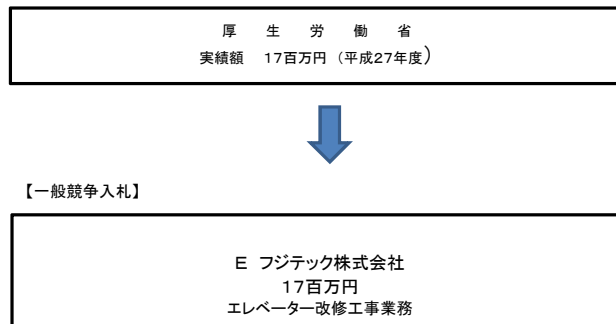 厚　生　労　働　省
実績額　17百万円（平成27年度）
【一般競争入札】
E フジテック株式会社
17百万円
エレベーター改修工事業務